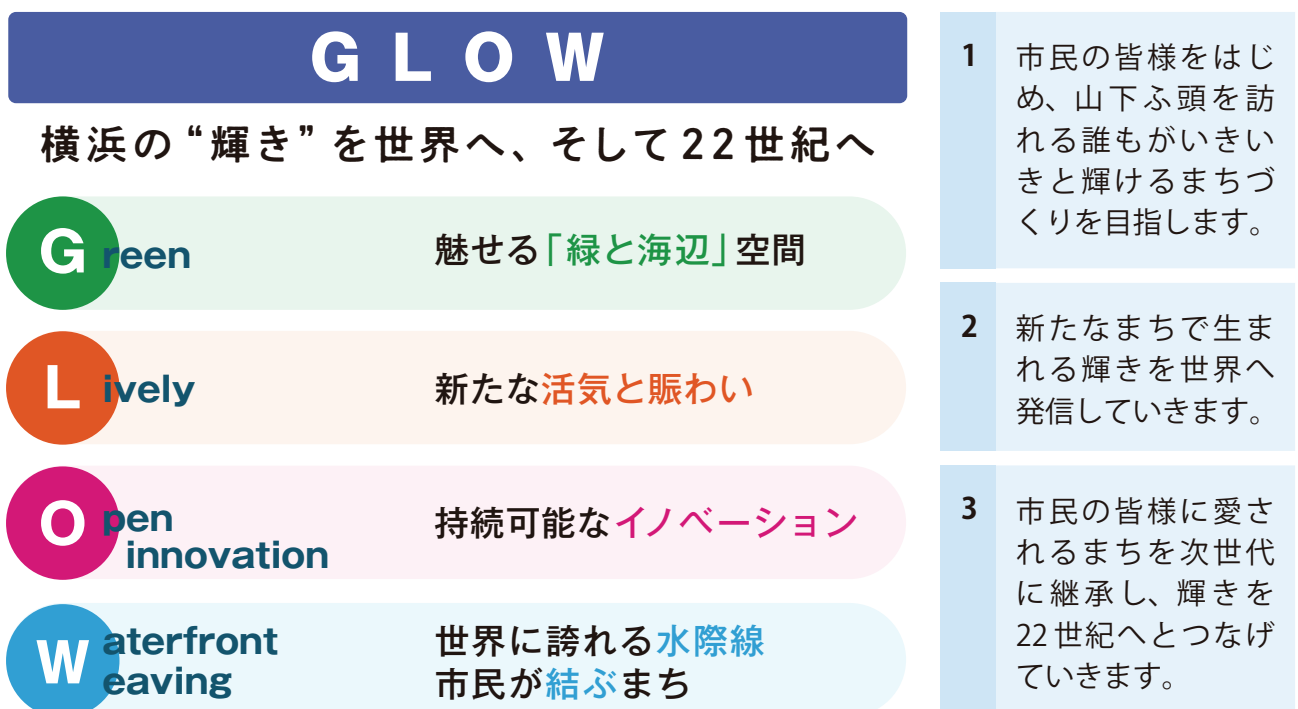 GLOW
横浜の“輝き”を世界へ、そして22世紀へ
Green
魅せる「緑と海辺」空間
Lively
新たな活気と賑わい
Open
innovation
持続可能なイノベーション
Waterfront
Weaving
世界に誇れる水際線
市民が結ぶまち
1
市民の皆様をはじ
め、山下ふ頭を訪
れる誰もがいきい
きと輝けるまちづ
くりを目指します。
2
新たなまちで生ま
れる輝きを世界へ
発信していきます。
3
市民の皆様に愛さ
れるまちを次世代
に継承し、輝きを
22世紀へとつなげ
ていきます。